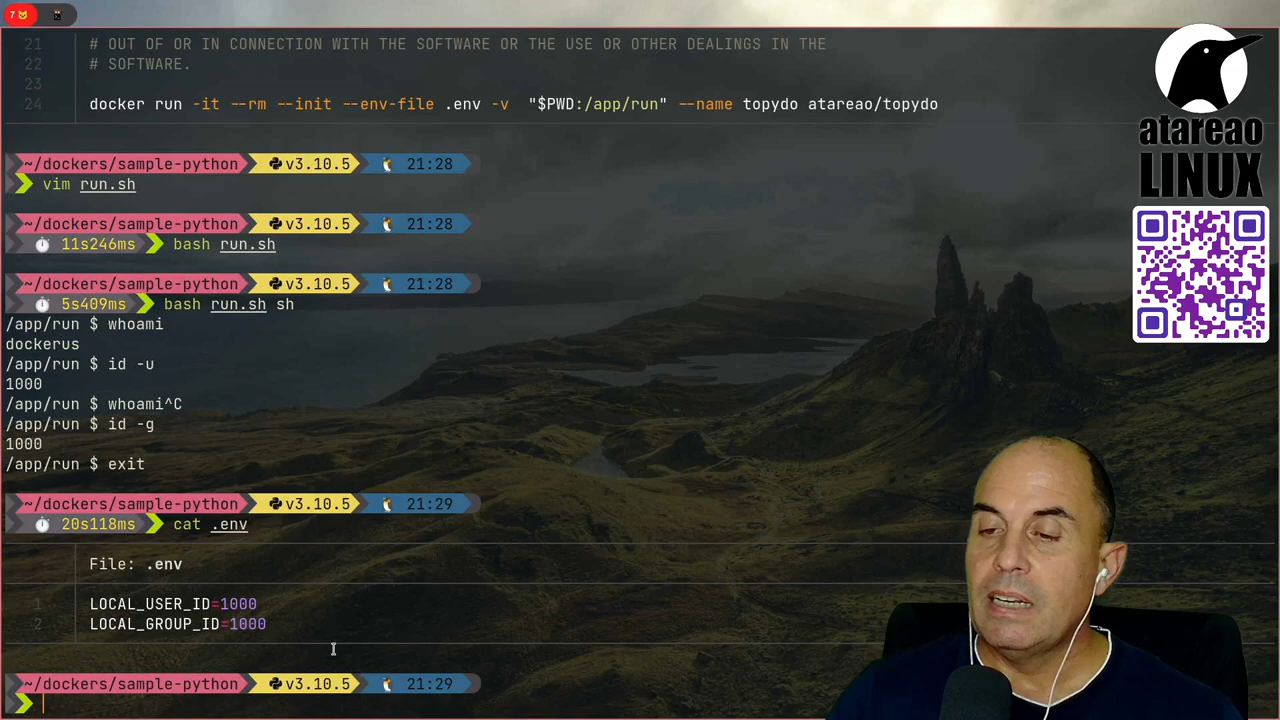 7
21 # OUT OF OR IN CONNECTION WITH THE SOFTWARE OR THE USE OR OTHER DEALINGS IN THE
22 # SOFTWARE.
23
24 docker run -it --rm --init --env-file .env -v  "$PWD:/app/run" --name topydo atareao/topydo
atareao
LINUX
~/dockers/sample-python v3.10.5 21:28
vim run.sh
~/dockers/sample-python v3.10.5 21:28
11s246ms bash run.sh
~/dockers/sample-python v3.10.5 21:28
5s409ms bash run.sh sh
/app/run $ whoami
dockerus
/app/run $ id -u
1000
/app/run $ whoami^C
/app/run $ id -g
1000
/app/run $ exit
~/dockers/sample-python v3.10.5 21:29
20s118ms cat .env
File: .env
1 LOCAL_USER_ID=1000
2 LOCAL_GROUP_ID=1000
~/dockers/sample-python v3.10.5 21:29